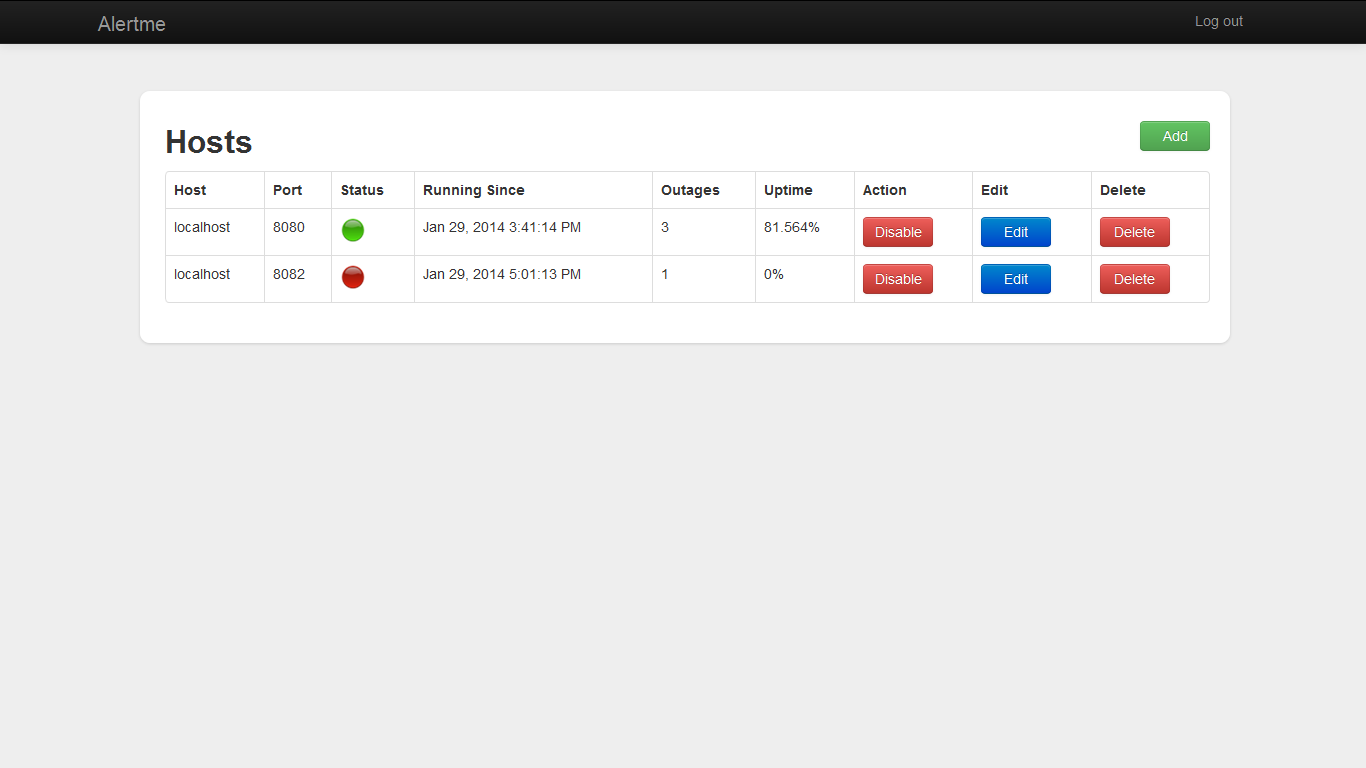 Alertme Log out
Hosts Add
Host Port Status Running Since Outages Uptime Action Edit Delete
localhost 8080 Jan 29, 2014 3:41:14 PM 3 81.564% Disable Edit Delete
localhost 8082 Jan 29, 2014 5:01:13 PM 1 0% Disable Edit Delete